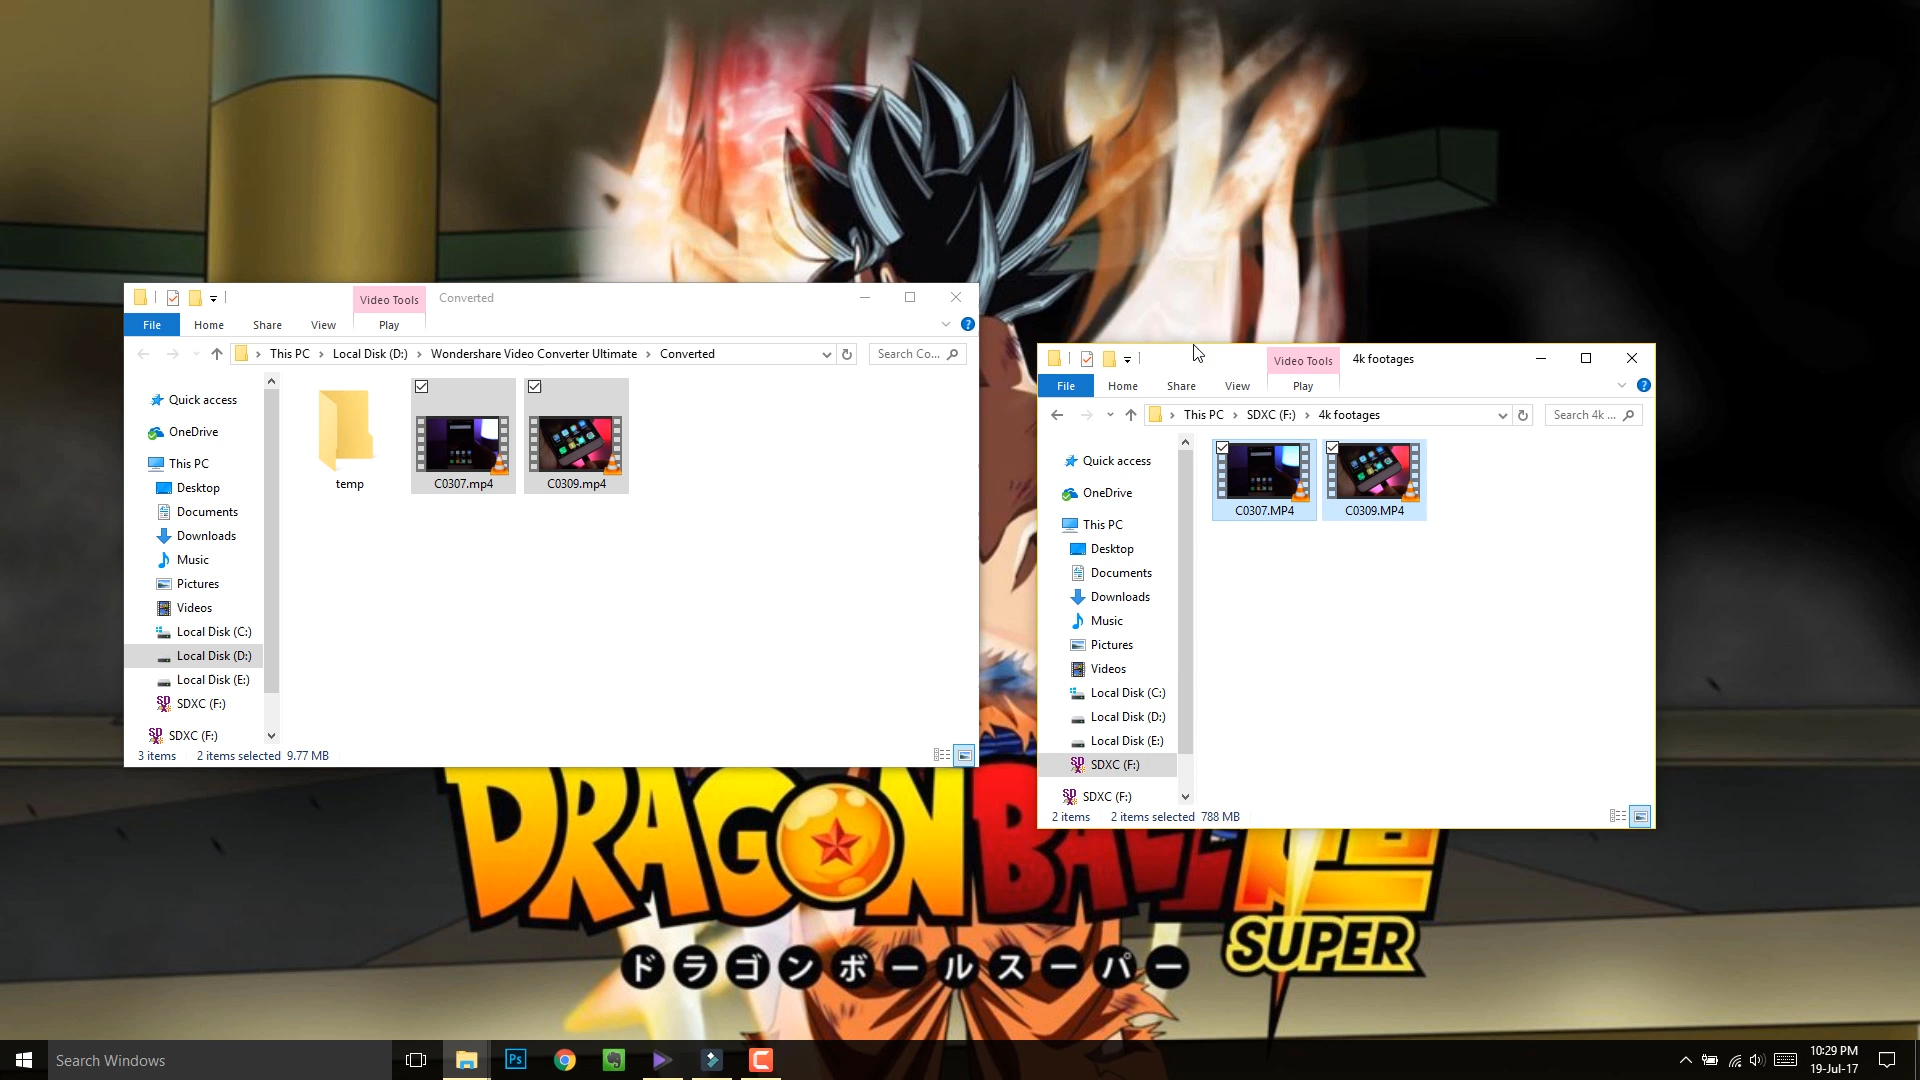 Video Tools
Converted
File
Home
Share
View
Play
This PC
Local Disk (D:)
Wondershare Video Converter Ultimate
Converted
Search Co...
Quick access
OneDrive
This PC
Desktop
Documents
Downloads
Music
Pictures
Videos
Local Disk (C:)
Local Disk (D:)
Local Disk (E:)
SDXC (F:)
SDXC (F:)
temp
C0307.mp4
C0309.mp4
3 items
2 items selected 9.77 MB
Video Tools
4k footages
File
Home
Share
View
Play
This PC
SDXC (F:)
4k footages
Search 4k ...
Quick access
OneDrive
This PC
Desktop
Documents
Downloads
Music
Pictures
Videos
Local Disk (C:)
Local Disk (D:)
Local Disk (E:)
SDXC (F:)
SDXC (F:)
C0307.MP4
C0309.MP4
2 items
2 items selected 788 MB
DRAGON BALL 超
SUPER
ドラゴンボールスーパー
Search Windows
Ps
10:29 PM
19-Jul-17